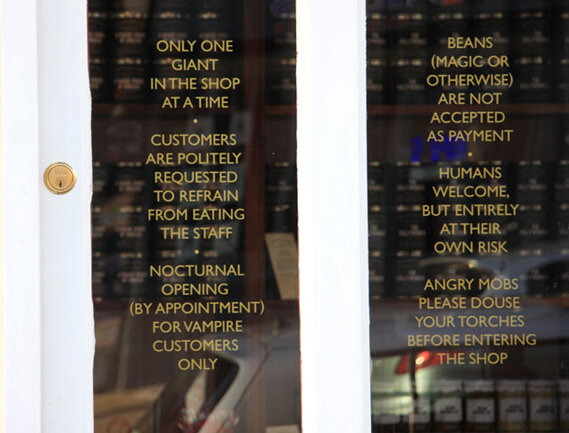 ONLY ONE
GIANT
IN THE SHOP
AT A TIME
•
CUSTOMERS
ARE POLITELY
REQUESTED
TO REFRAIN
FROM EATING
THE STAFF
•
NOCTURNAL
OPENING
(BY APPOINTMENT)
FOR VAMPIRE
CUSTOMERS
ONLY
BEANS
(MAGIC OR
OTHERWISE)
ARE NOT
ACCEPTED
AS PAYMENT
•
HUMANS
WELCOME,
BUT ENTIRELY
AT THEIR
OWN RISK
•
ANGRY MOBS
PLEASE DOUSE
YOUR TORCHES
BEFORE ENTERING
THE SHOP